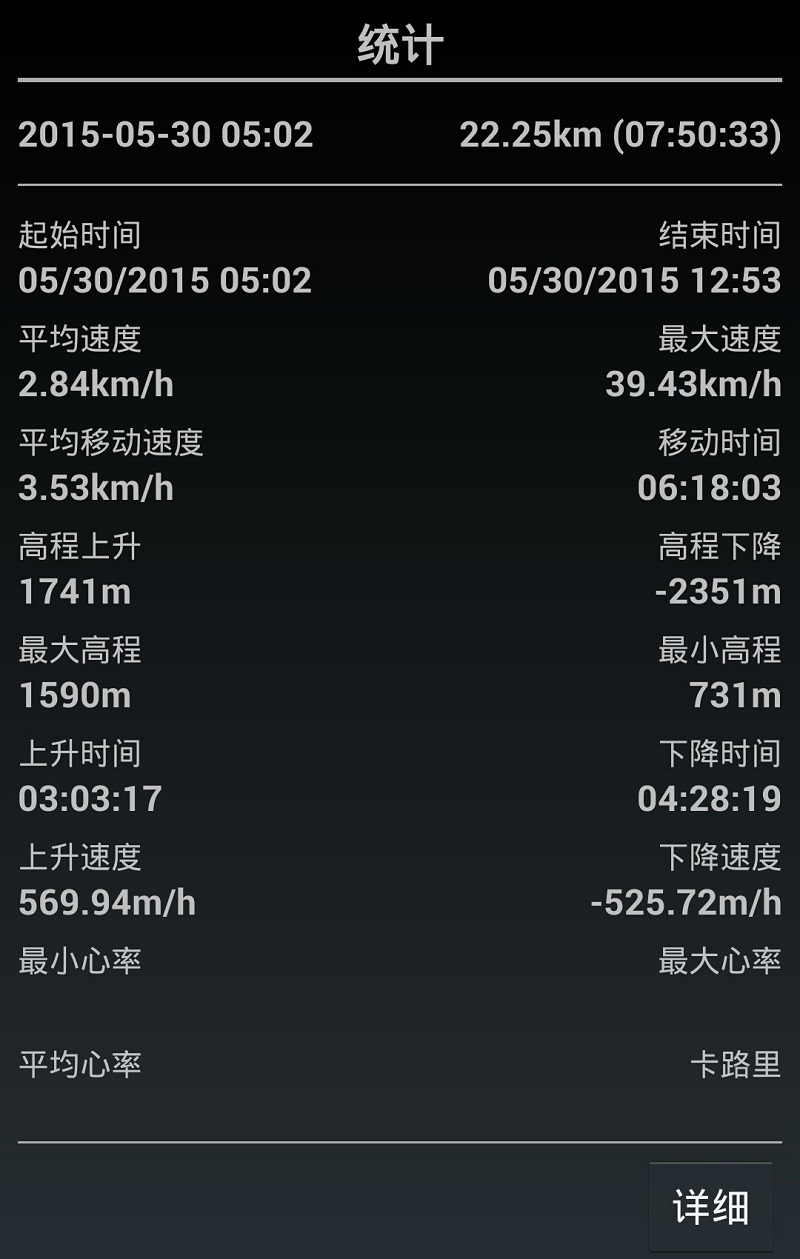 统计
2015-05-30 05:02 22.25km (07:50:33)
起始时间 结束时间
05/30/2015 05:02 05/30/2015 12:53
平均速度 最大速度
2.84km/h 39.43km/h
平均移动速度 移动时间
3.53km/h 06:18:03
高程上升 高程下降
1741m -2351m
最大高程 最小高程
1590m 731m
上升时间 下降时间
03:03:17 04:28:19
上升速度 下降速度
569.94m/h -525.72m/h
最小心率 最大心率
平均心率 卡路里
详细